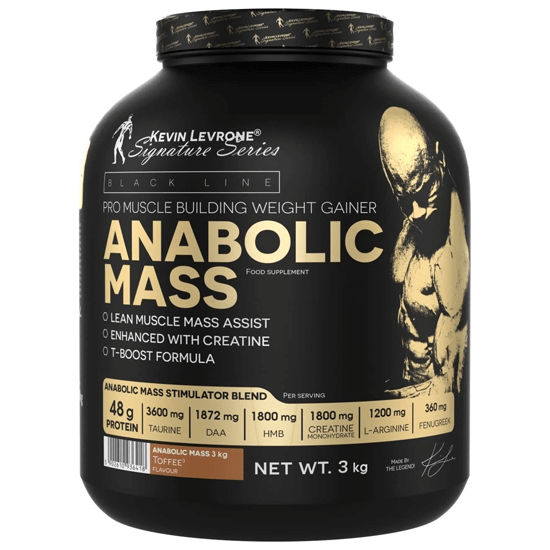 KEVIN LEVRONE®
Signature Series
BLACK LINE
PRO MUSCLE BUILDING WEIGHT GAINER
ANABOLIC
MASS
FOOD SUPPLEMENT
LEAN MUSCLE MASS ASSIST
ENHANCED WITH CREATINE
T-BOOST FORMULA
ANABOLIC MASS STIMULATOR BLEND PER SERVING
48 g PROTEIN
3600 mg TAURINE
1872 mg DAA
1800 mg HMB
1800 mg CREATINE MONOHYDRATE
1200 mg L-ARGININE
360 mg FENUGREEK
ANABOLIC MASS 3 kg
TOFFEE
FLAVOUR
NET WT. 3 kg
MADE BY
THE LEGEND!